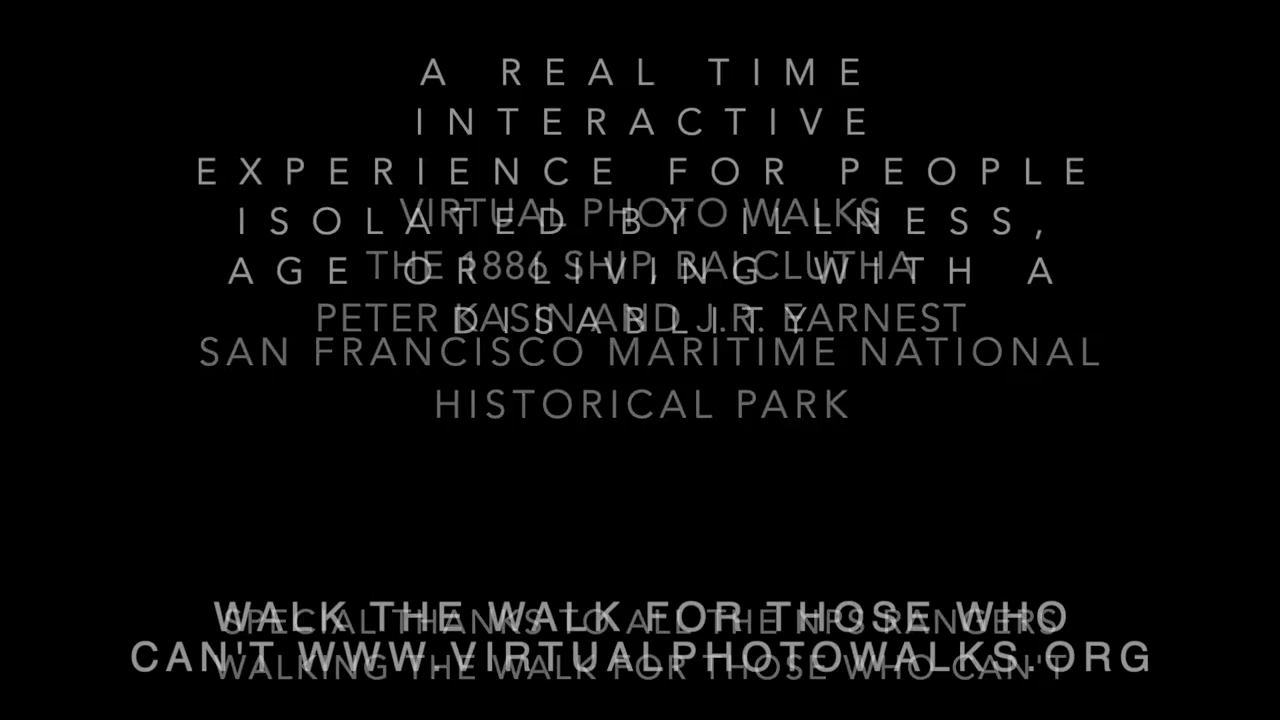 A REAL TIME
INTERACTIVE
EXPERIENCE FOR PEOPLE
ISOLATED BY ILLNESS,
AGE OR LIVING WITH A
DISABLITY
VIRTUAL PHOTO WALKS
THE 1886 SHIP, BALCLUTHA
PETER KASIN AND J.R. EARNEST
SAN FRANCISCO MARITIME NATIONAL
HISTORICAL PARK
WALK THE WALK FOR THOSE WHO
CAN'T WWW.VIRTUALPHOTOWALKS.ORG
SPECIAL THANKS TO ALL THE NPS RANGERS
WALKING THE WALK FOR THOSE WHO CAN'T